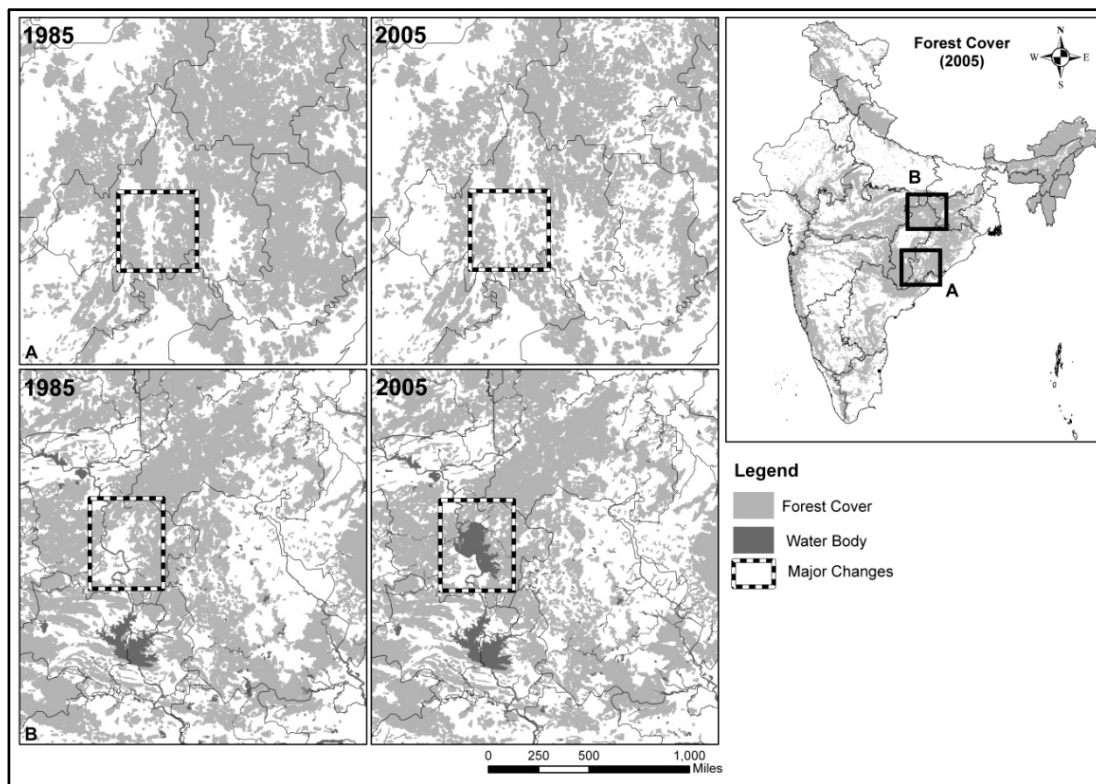 1985
2005
A
1985
2005
B
Forest Cover
(2005)
N
W
E
S
B
A
Legend
Forest Cover
Water Body
Major Changes
0 250 500 1,000
Miles